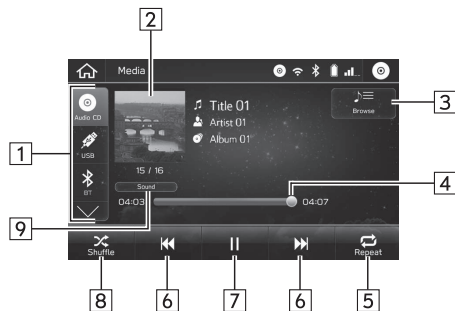 2
Media
Audio CD
USB
BT
Title 01
Artist 01
Album 01
Browse
3
1
15 / 16
Sound
04:03
04:07
4
9
Shuffle
Repeat
8
6
7
6
5